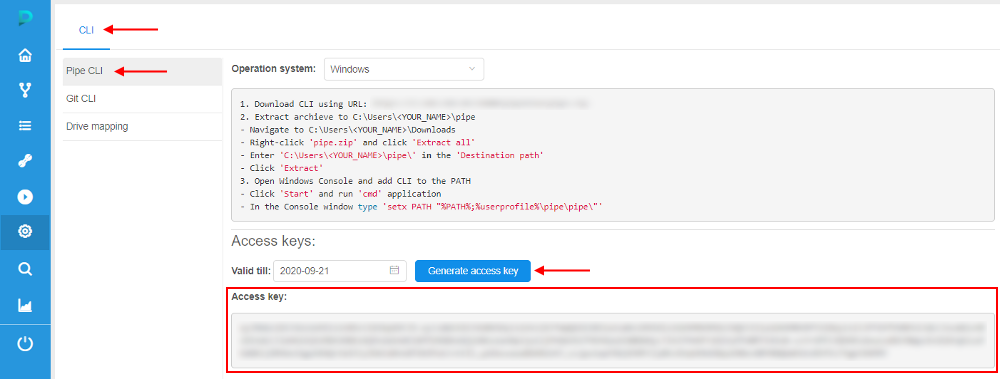 CLI
Pipe CLI
Git CLI
Drive mapping
Operation system: Windows
1. Download CLI using URL:
2. Extract archieve to C:\Users\<YOUR_NAME>\pipe
- Navigate to C:\Users\<YOUR_NAME>\Downloads
- Right-click 'pipe.zip' and click 'Extract all'
- Enter 'C:\Users\<YOUR_NAME>\pipe\' in the 'Destination path'
- Click 'Extract'
3. Open Windows Console and add CLI to the PATH
- Click 'Start' and run 'cmd' application
- In the Console window type 'setx PATH "%PATH%;%userprofile%\pipe\pipe\"'
Access keys:
Valid till: 2020-09-21 Generate access key
Access key: